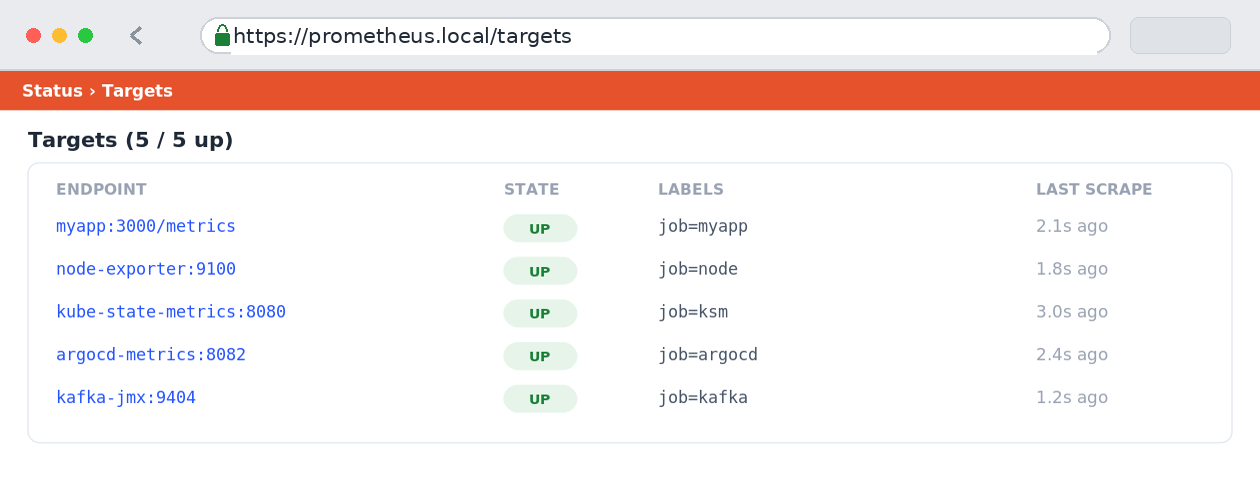 https://prometheus.local/targets
Status › Targets
Targets (5 / 5 up)
ENDPOINT STATE LABELS LAST SCRAPE
myapp:3000/metrics UP job=myapp 2.1s ago
node-exporter:9100 UP job=node 1.8s ago
kube-state-metrics:8080 UP job=ksm 3.0s ago
argocd-metrics:8082 UP job=argocd 2.4s ago
kafka-jmx:9404 UP job=kafka 1.2s ago